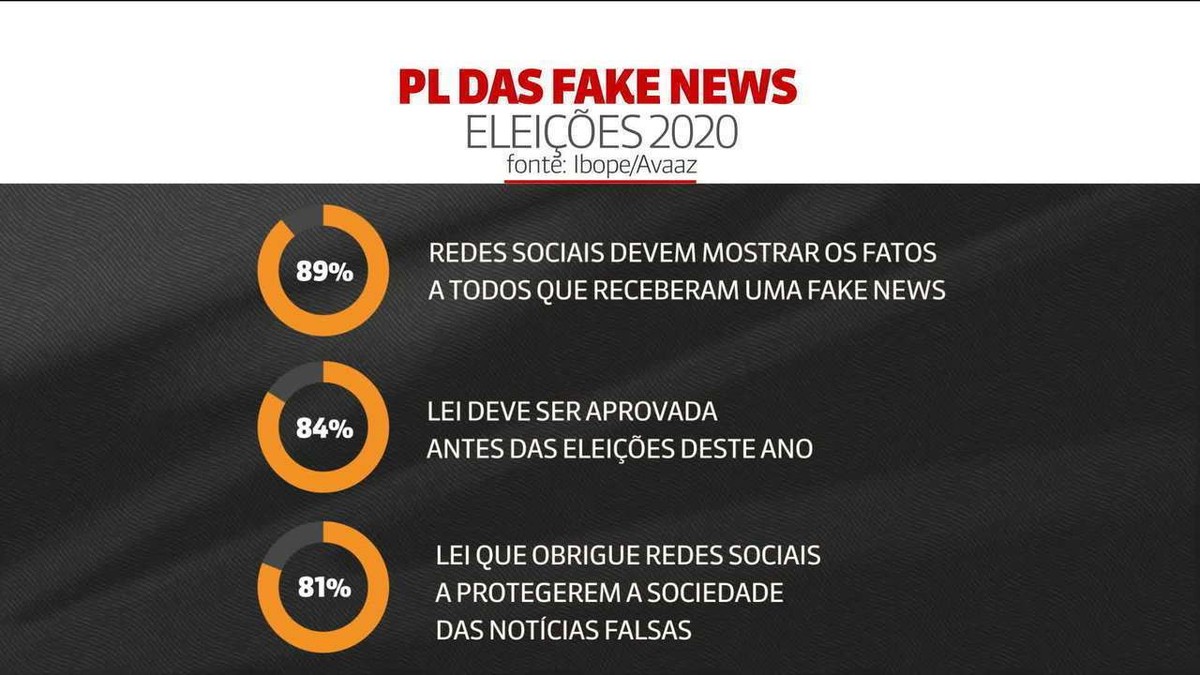 PL DAS FAKE NEWS
ELEIÇÕES 2020
fonte: Ibope/Avaaz
89%
REDES SOCIAIS DEVEM MOSTRAR OS FATOS
A TODOS QUE RECEBERAM UMA FAKE NEWS
84%
LEI DEVE SER APROVADA
ANTES DAS ELEIÇÕES DESTE ANO
81%
LEI QUE OBRIGUE REDES SOCIAIS
A PROTEGEREM A SOCIEDADE
DAS NOTÍCIAS FALSAS